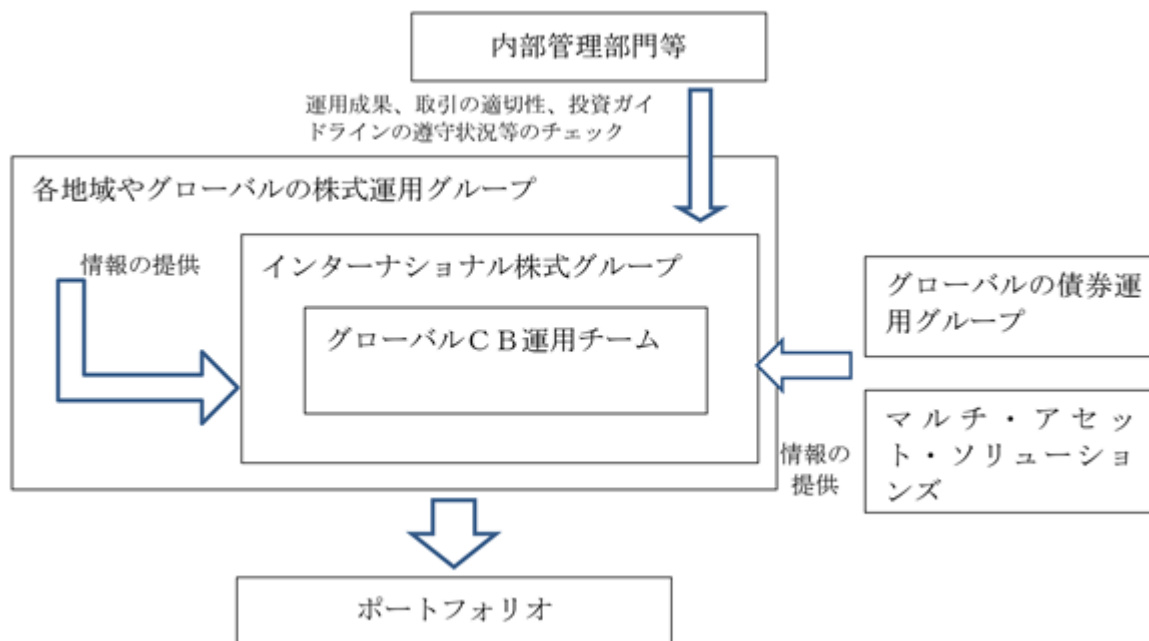 内部管理部門等
運用成果、取引の適切性、投資ガイ
ドラインの遵守状況等のチェック
各地域やグローバルの株式運用グループ
情報の提供
インターナショナル株式グループ
グローバルCB運用チーム
グローバルの債券運
用グループ
マルチ・アセッ
ト・ソリューショ
ンズ
情報の
提供
ポートフォリオ